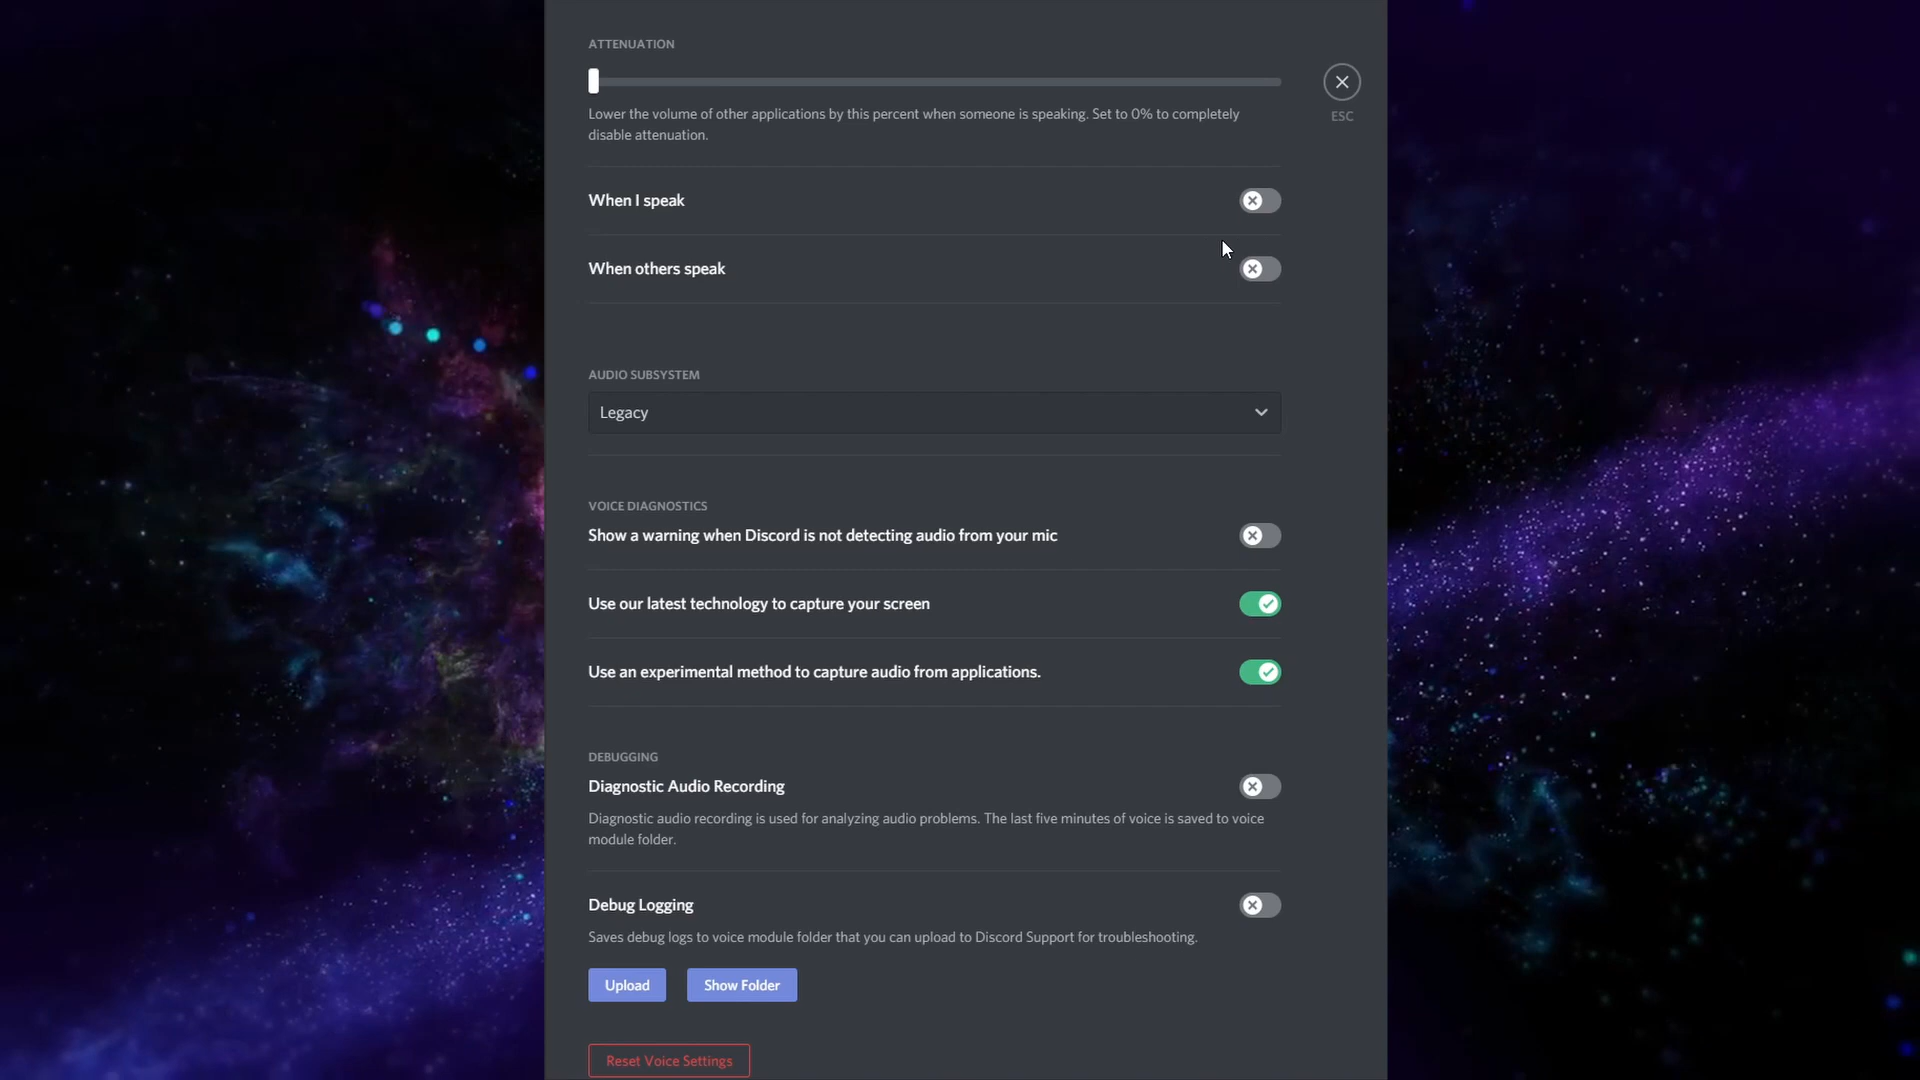 ATTENUATION
Lower the volume of other applications by this percent when someone is speaking. Set to 0% to completely
disable attenuation.
ESC
When I speak
When others speak
AUDIO SUBSYSTEM
Legacy
VOICE DIAGNOSTICS
Show a warning when Discord is not detecting audio from your mic
Use our latest technology to capture your screen
Use an experimental method to capture audio from applications.
DEBUGGING
Diagnostic Audio Recording
Diagnostic audio recording is used for analyzing audio problems. The last five minutes of voice is saved to voice
module folder.
Debug Logging
Saves debug logs to voice module folder that you can upload to Discord Support for troubleshooting.
Upload
Show Folder
Reset Voice Settings